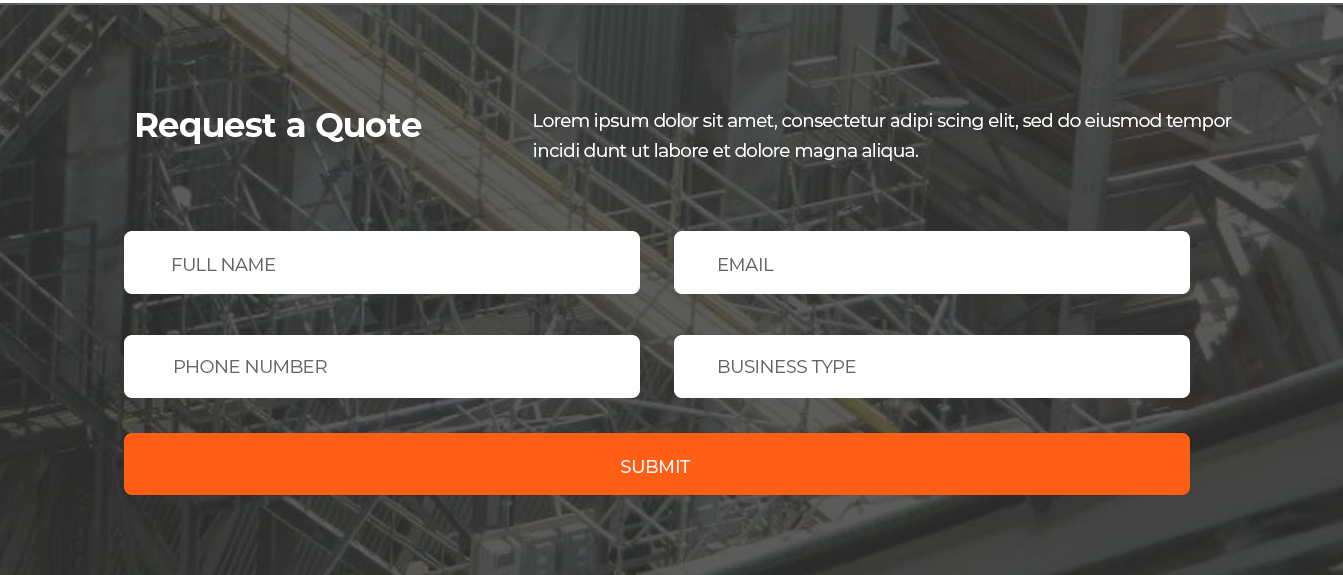 Request a Quote
Lorem ipsum dolor sit amet, consectetur adipi scing elit, sed do eiusmod tempor
incidi dunt ut labore et dolore magna aliqua.
FULL NAME
EMAIL
PHONE NUMBER
BUSINESS TYPE
SUBMIT